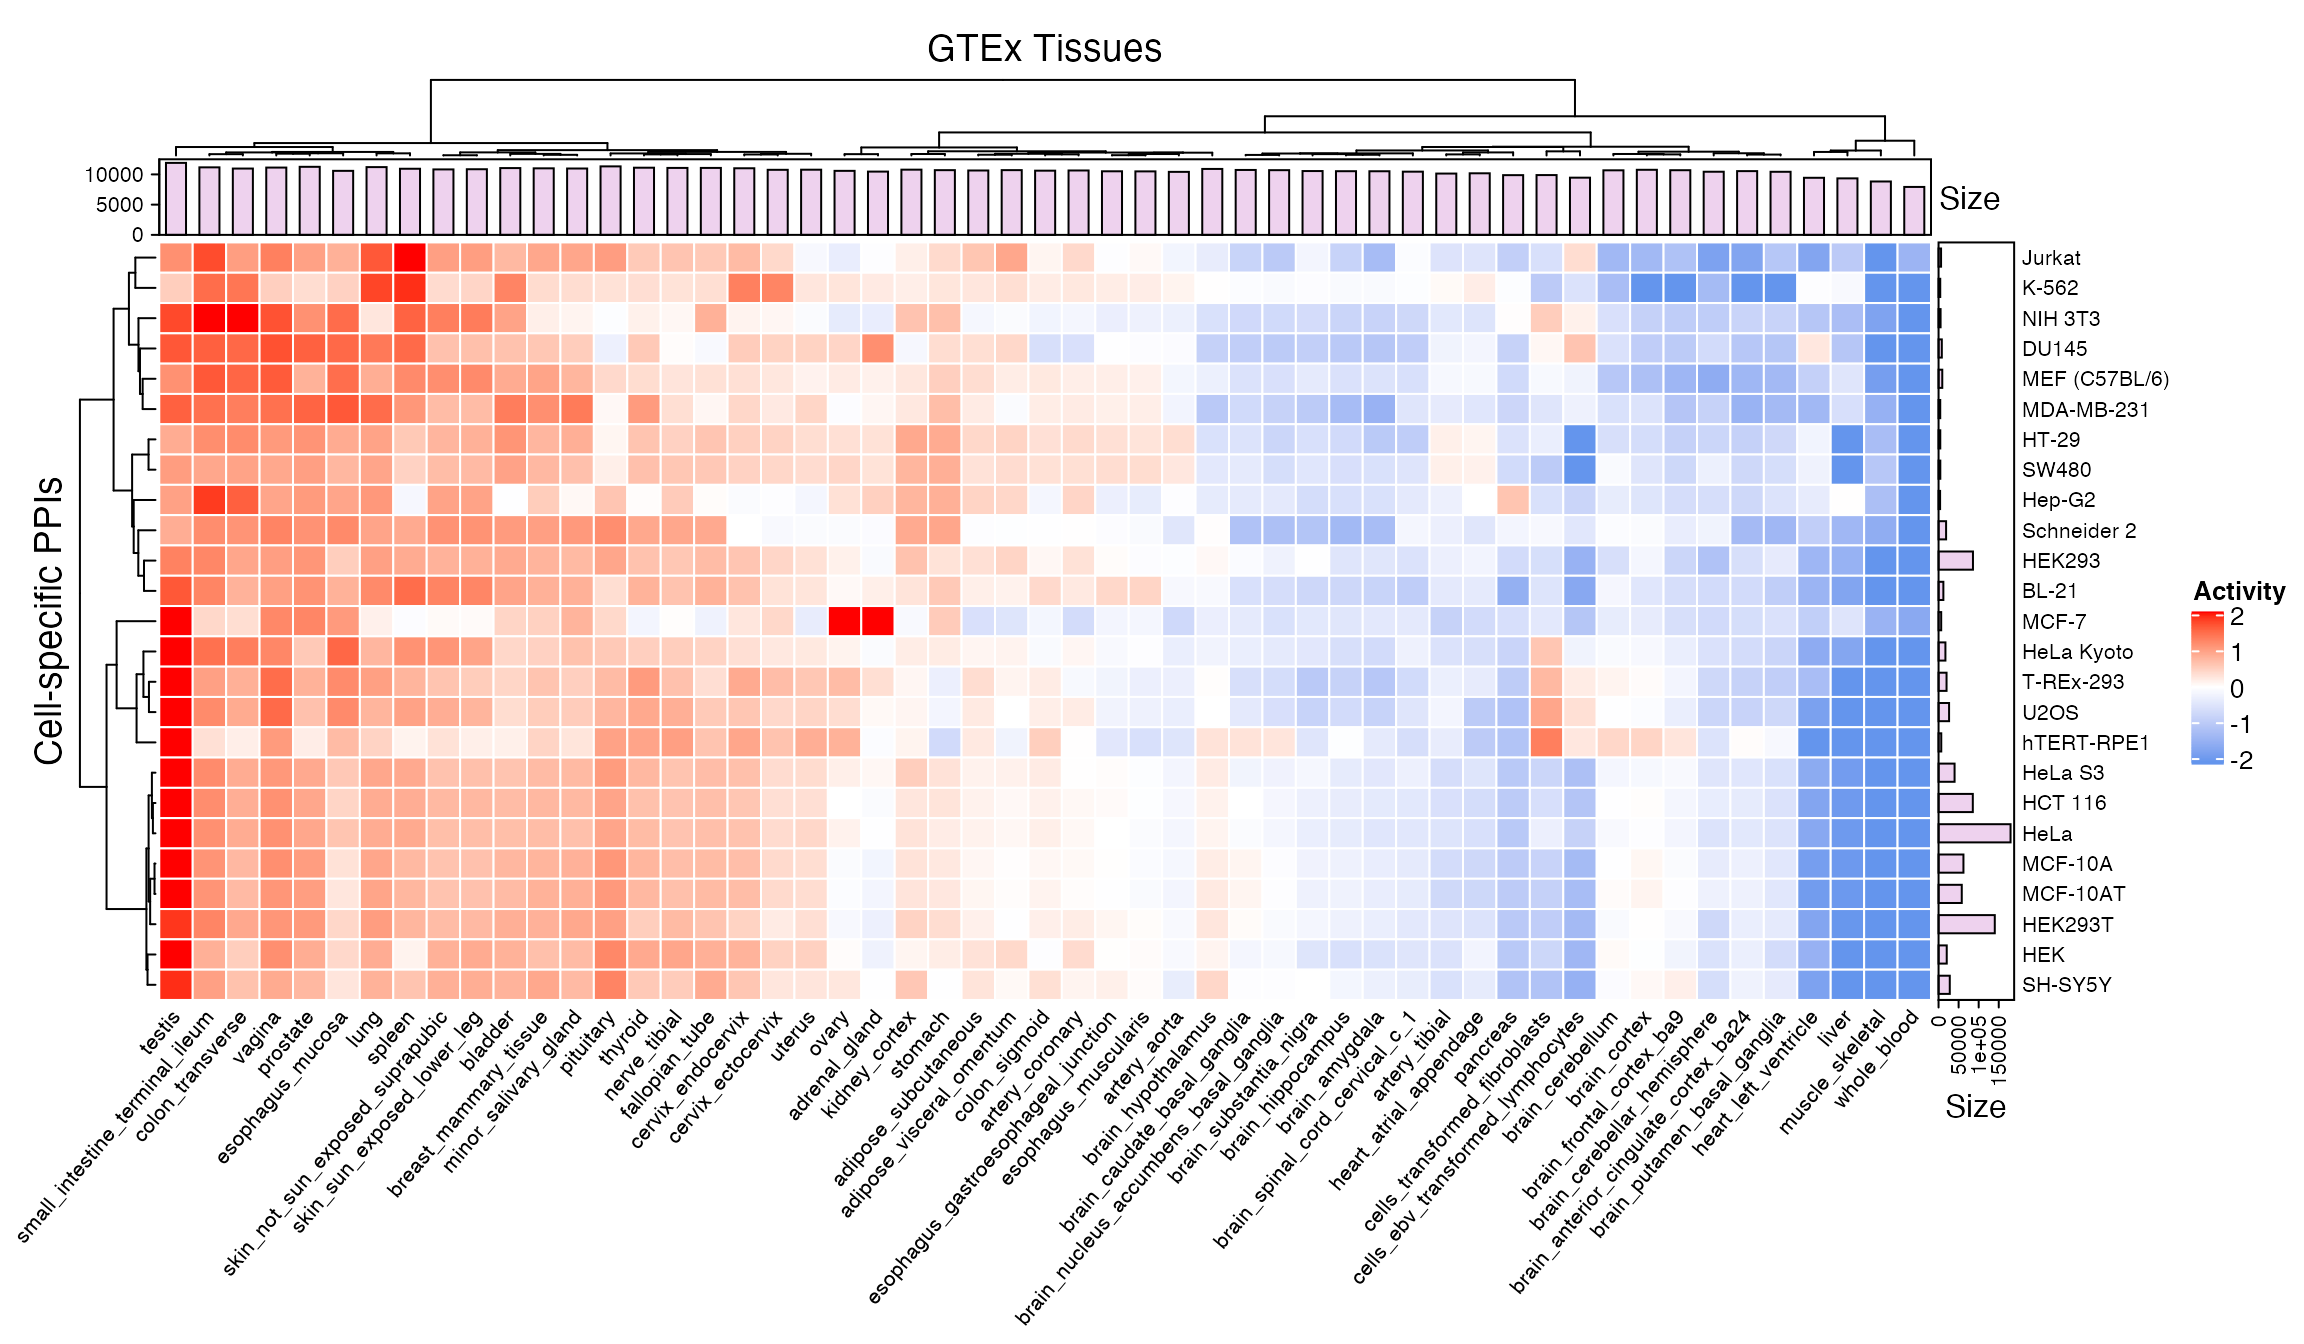 GTEx Tissues
10000
5000
0
Size
Cell-specific PPIs
Jurkat
K-562
NIH 3T3
DU145
MEF (C57BL/6)
MDA-MB-231
HT-29
SW480
Hep-G2
Schneider 2
HEK293
BL-21
MCF-7
HeLa Kyoto
T-REx-293
U2OS
hTERT-RPE1
HeLa S3
HCT 116
HeLa
MCF-10A
MCF-10AT
HEK293T
HEK
SH-SY5Y
Activity
2
1
0
-1
-2
testis
small_intestine_terminal_ileum
colon_transverse
vagina
prostate
esophagus_mucosa
lung
spleen
skin_not_sun_exposed_suprapubic
skin_sun_exposed_lower_leg
bladder
breast_mammary_tissue
minor_salivary_gland
pituitary
thyroid
nerve_tibial
fallopian_tube
cervix_endocervix
cervix_ectocervix
uterus
ovary
adrenal_gland
kidney_cortex
stomach
adipose_subcutaneous
adipose_visceral_omentum
colon_sigmoid
artery_coronary
esophagus_gastroesophageal_junction
esophagus_muscularis
artery_aorta
brain_hypothalamus
brain_caudate_basal_ganglia
brain_nucleus_accumbens_basal_ganglia
brain_substantia_nigra
brain_hippocampus
brain_amygdala
brain_spinal_cord_cervical_c_1
artery_tibial
heart_atrial_appendage
pancreas
cells_transformed_fibroblasts
cells_ebv_transformed_lymphocytes
brain_cerebellum
brain_cortex
brain_frontal_cortex_ba9
brain_cerebellar_hemisphere
brain_anterior_cingulate_cortex_ba24
brain_putamen_basal_ganglia
heart_left_ventricle
liver
muscle_skeletal
whole_blood
0
50000
1e+05
150000
Size